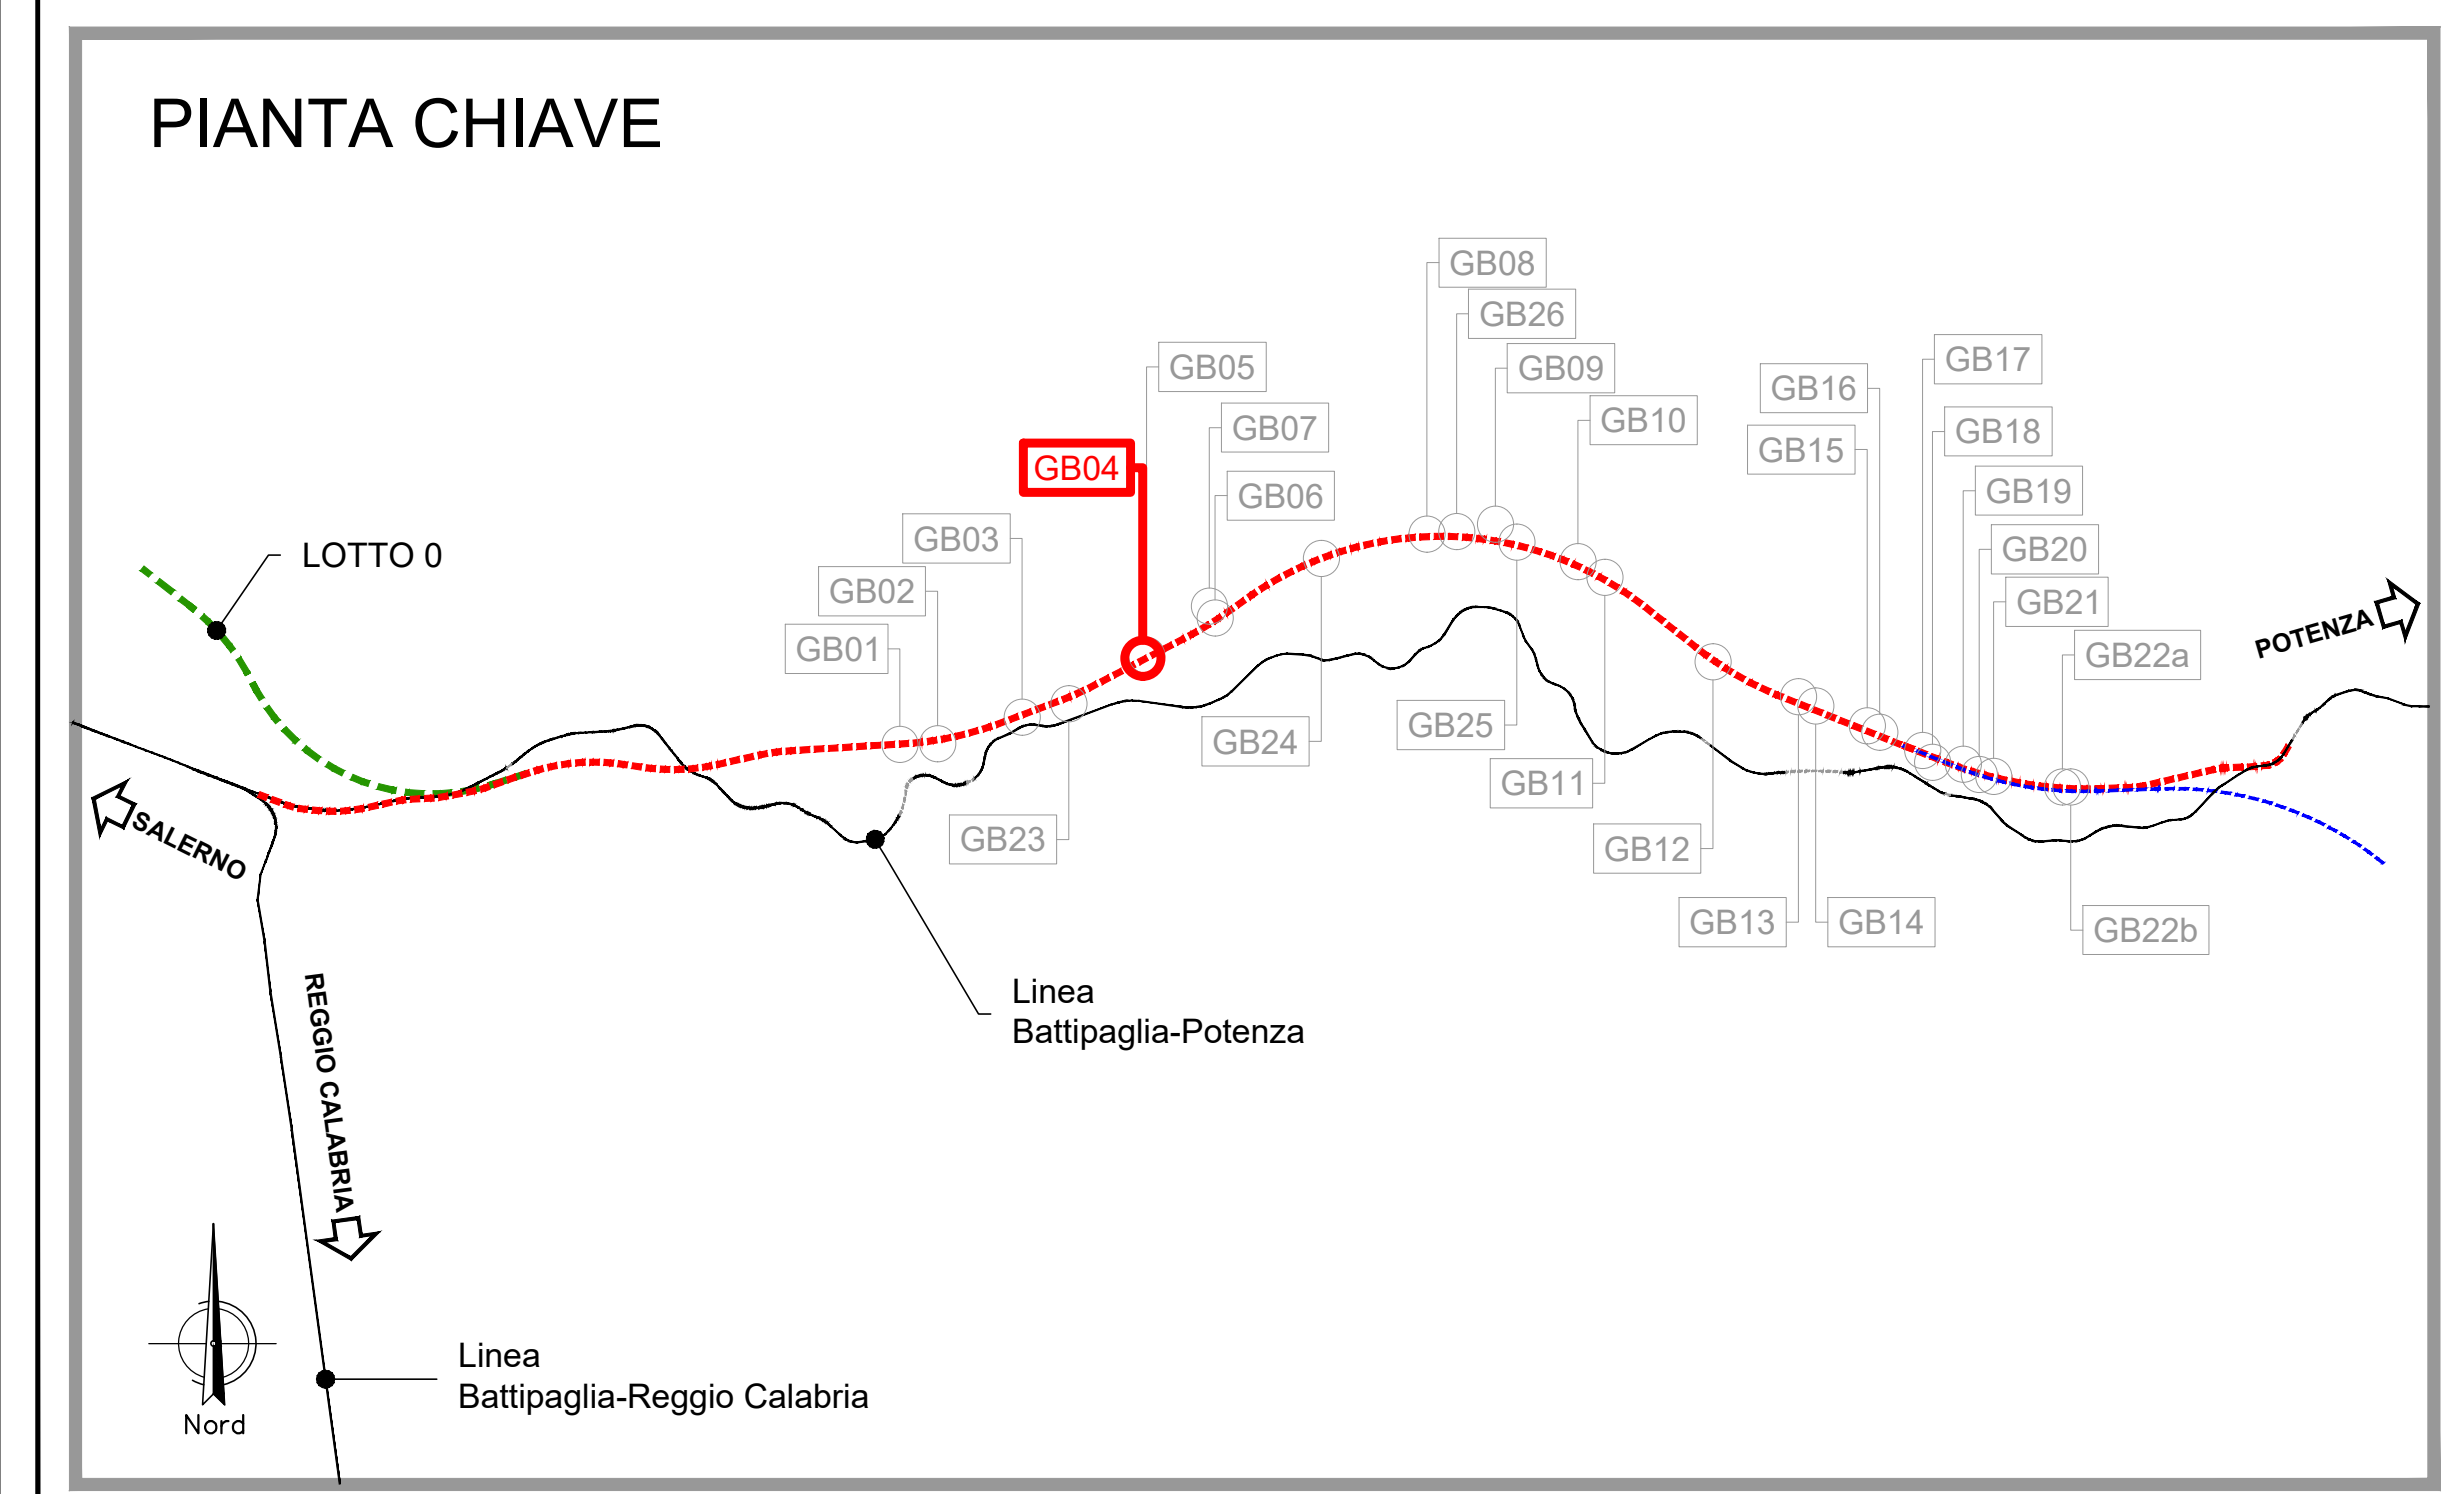 PIANTA CHIAVE
GB08
GB26
GB05
GB09
GB17
GB16
GB07
GB10
GB18
GB04
GB15
GB06
GB19
GB03
LOTTO 0
GB20
GB02
GB21
GB01
POTENZA
GB22a
GB24
GB25
GB11
SALERNO
GB23
GB12
GB13
GB14
GB22b
Linea
Battipaglia-Potenza
REGGIO CALABRIA
Linea
Battipaglia-Reggio Calabria
Nord